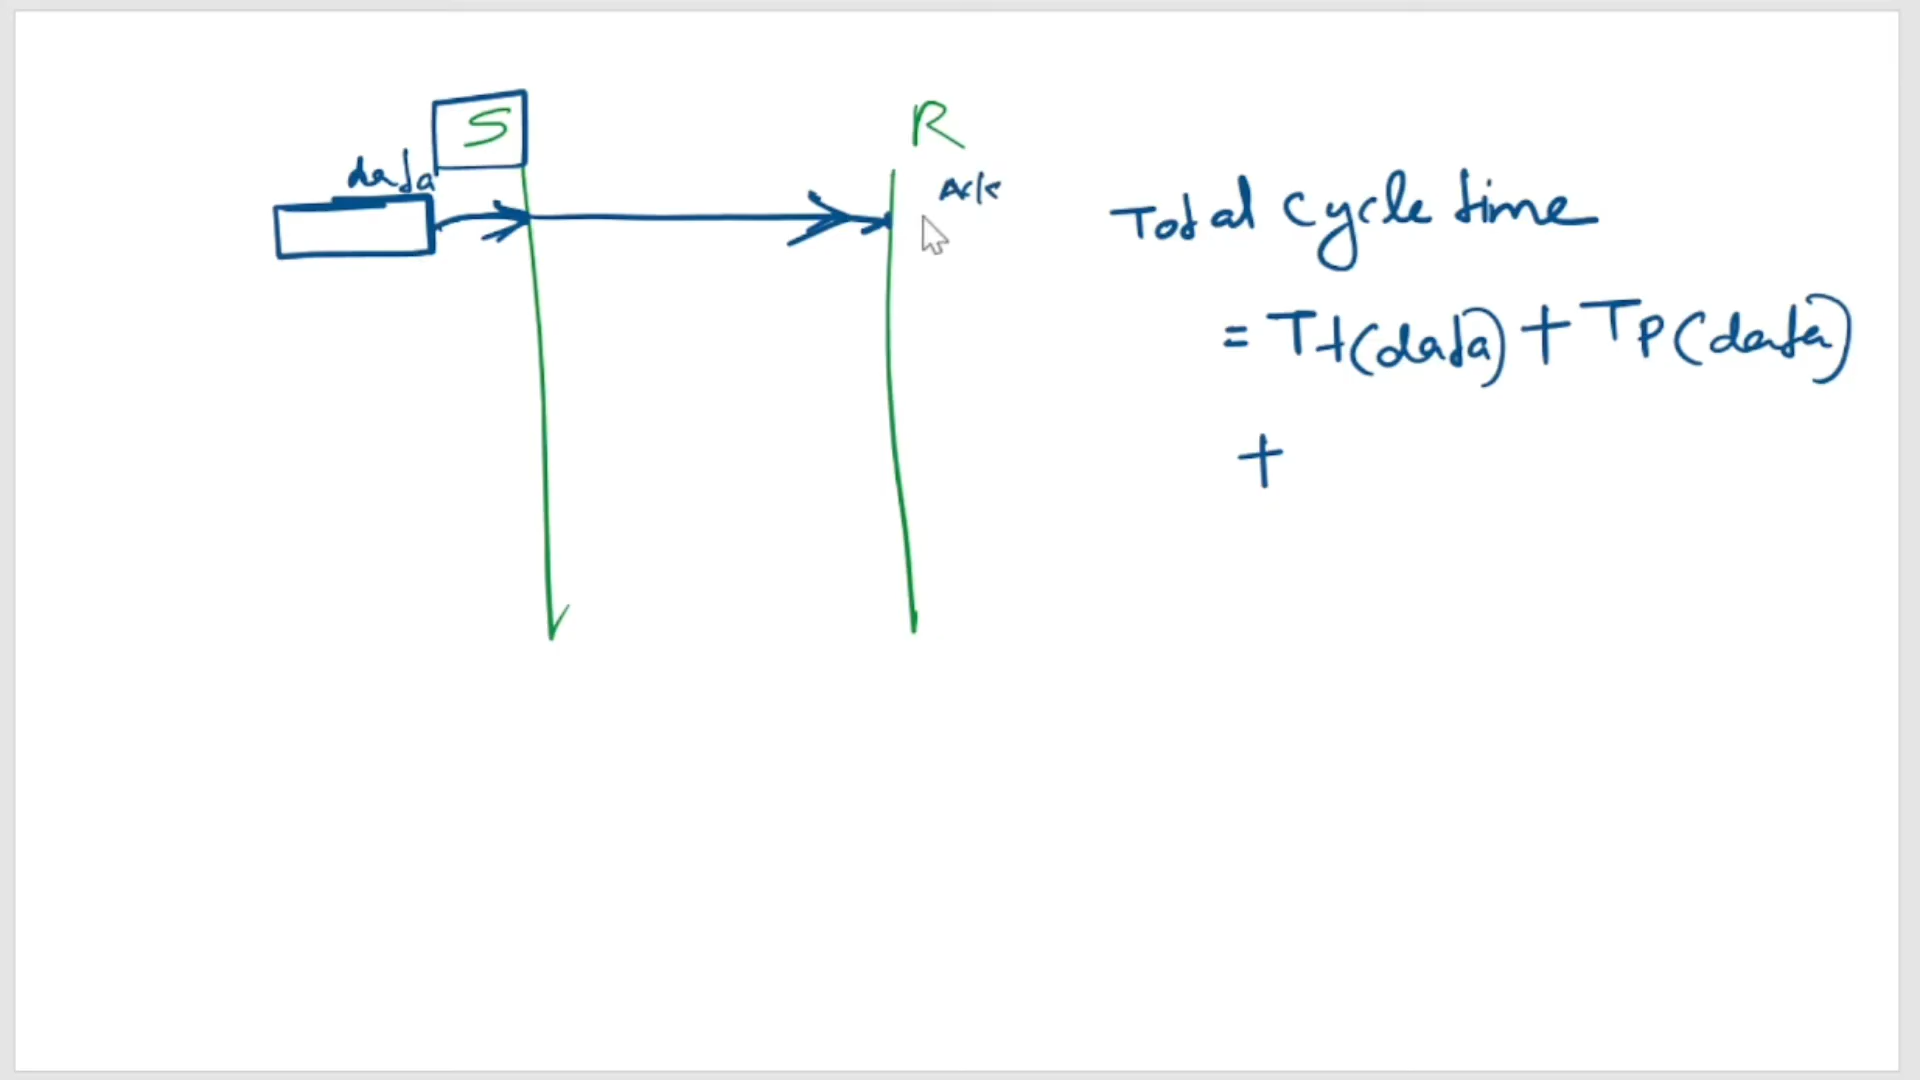 S
R
data
Ack
Total cycle time
= Tt(data) + Tp(data)
+